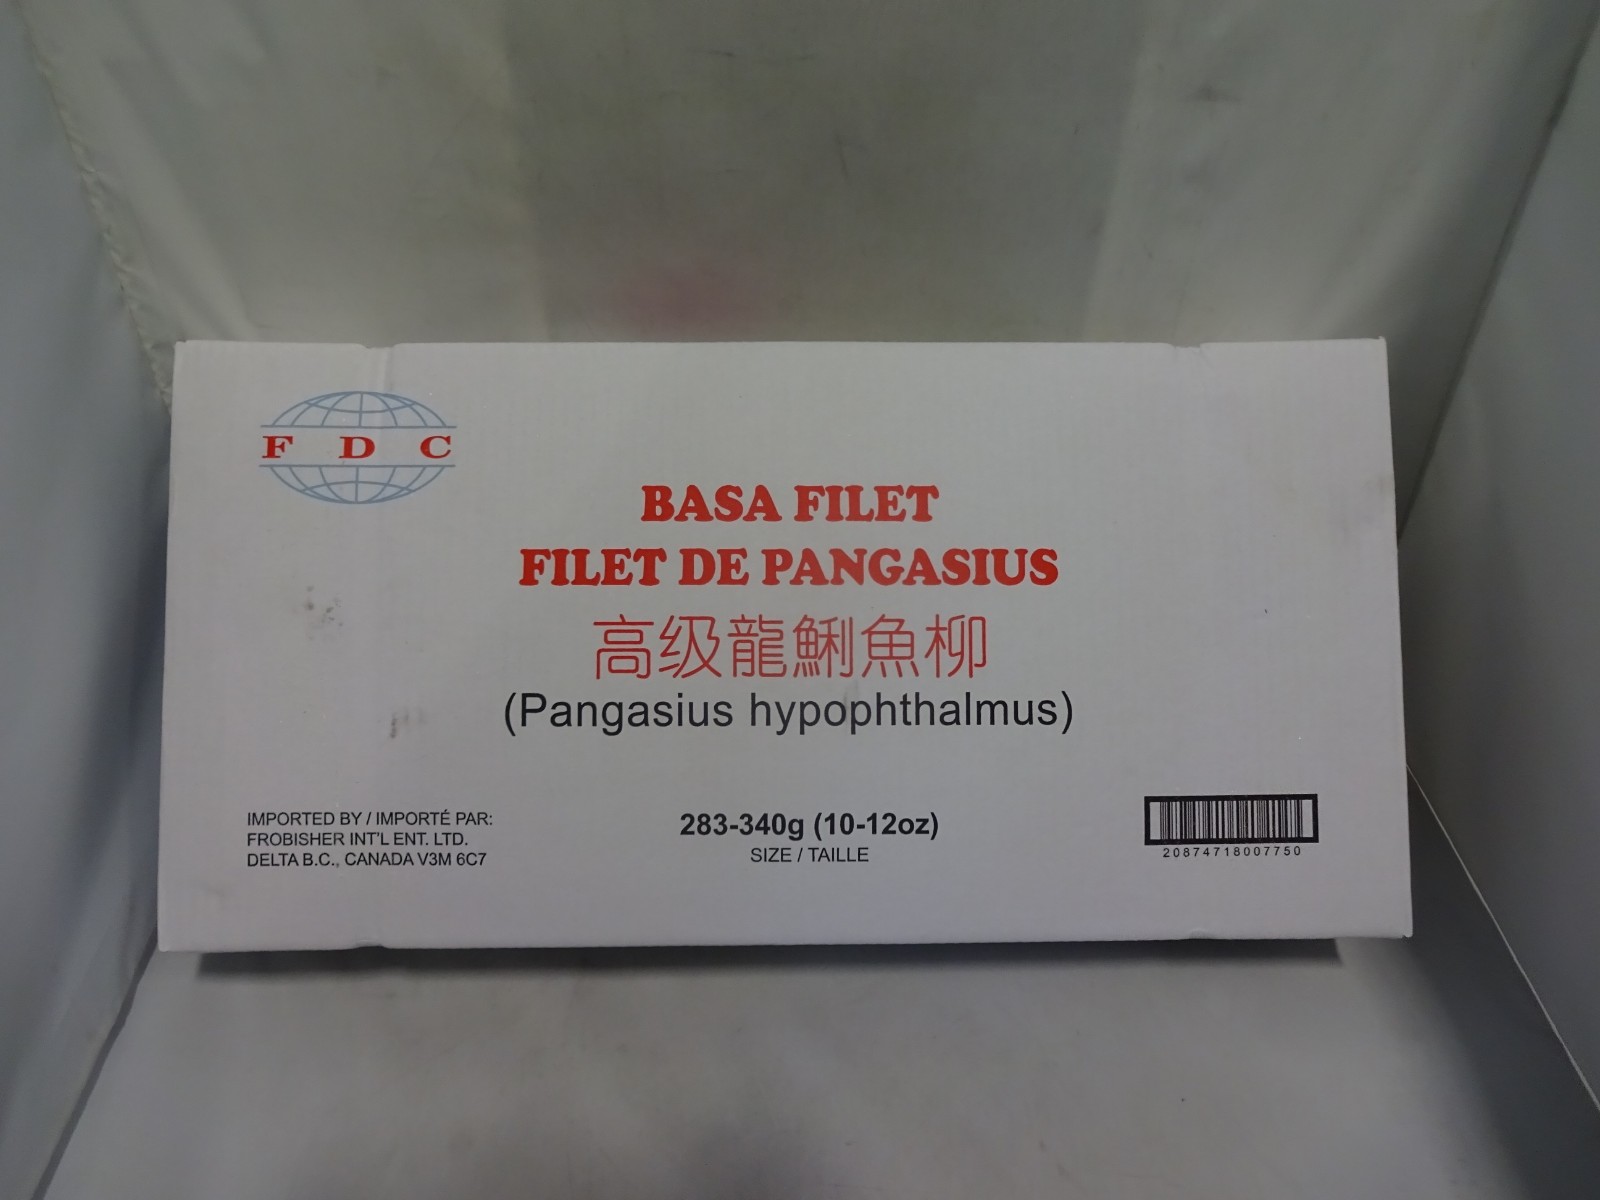 F D C
BASA FILET
FILET DE PANGASIUS
高级龍鯏魚柳
(Pangasius hypophthalmus)
IMPORTED BY / IMPORTÉ PAR:
FROBISHER INT'L ENT. LTD.
DELTA B.C., CANADA V3M 6C7
283-340g (10-12oz)
SIZE / TAILLE
20874718007750